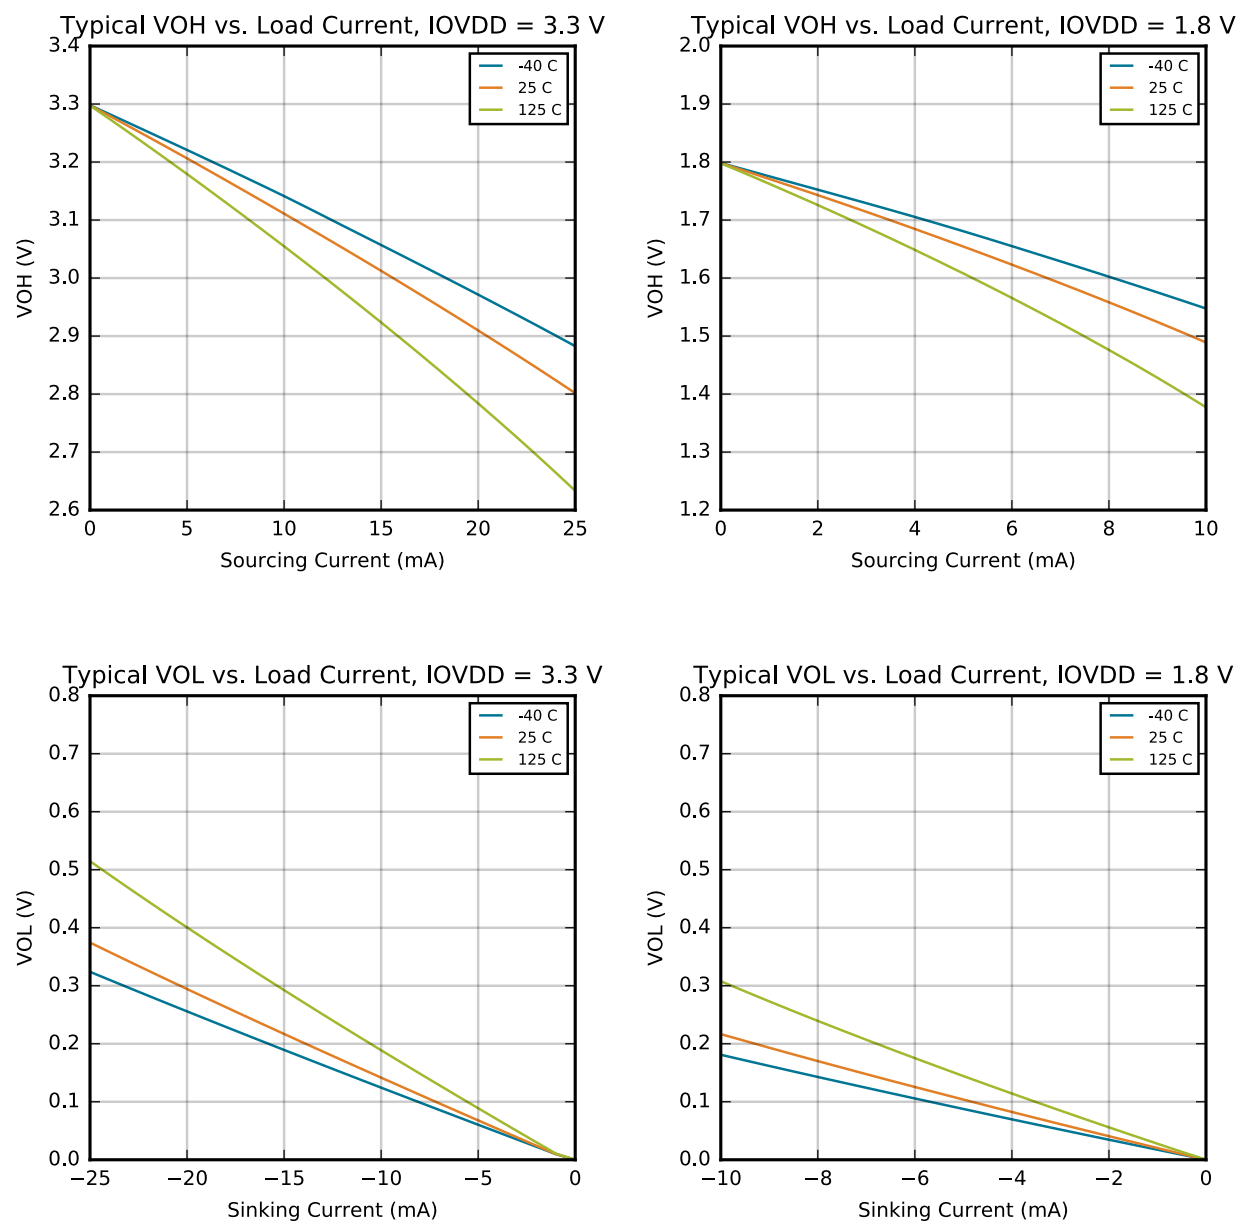 Typical VOH vs. Load Current, IOVDD = 3.3 V
3.4
3.3
3.2
3.1
3.0
2.9
2.8
2.7
2.6
VOH (V)
-40 C
25 C
125 C
0 5 10 15 20 25
Sourcing Current (mA)
Typical VOH vs. Load Current, IOVDD = 1.8 V
2.0
1.9
1.8
1.7
1.6
1.5
1.4
1.3
1.2
VOH (V)
-40 C
25 C
125 C
0 2 4 6 8 10
Sourcing Current (mA)
Typical VOL vs. Load Current, IOVDD = 3.3 V
0.8
0.7
0.6
0.5
0.4
0.3
0.2
0.1
0.0
VOL (V)
-40 C
25 C
125 C
−25 −20 −15 −10 −5 0
Sinking Current (mA)
Typical VOL vs. Load Current, IOVDD = 1.8 V
0.8
0.7
0.6
0.5
0.4
0.3
0.2
0.1
0.0
VOL (V)
-40 C
25 C
125 C
−10 −8 −6 −4 −2 0
Sinking Current (mA)